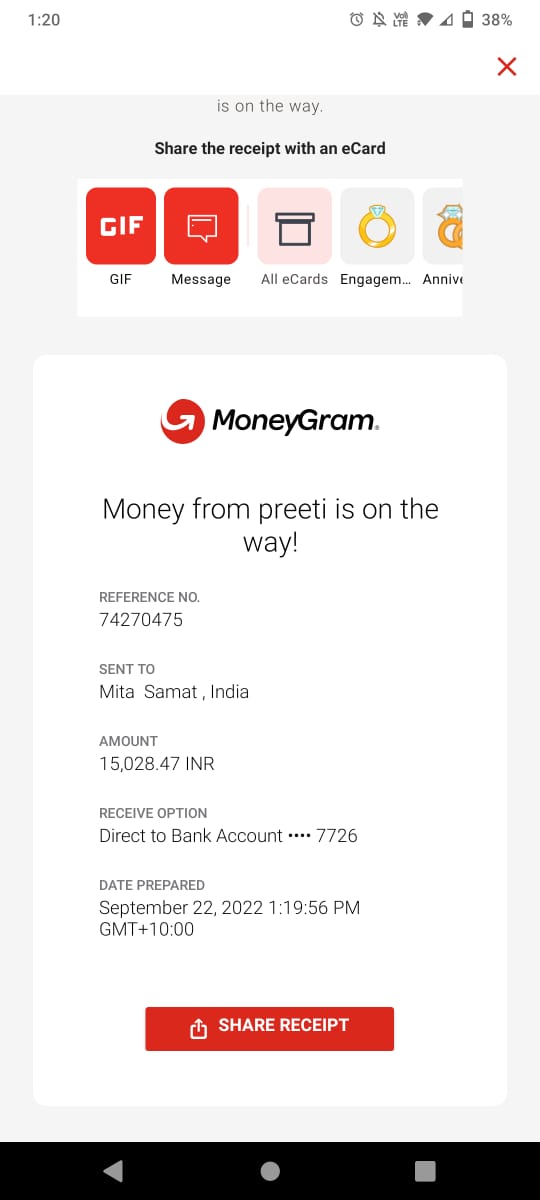 1:20
Vo)) LTE 38%
is on the way.
Share the receipt with an eCard
GIF
GIF Message All eCards Engagem... Annive
MoneyGram.
Money from preeti is on the
way!
REFERENCE NO.
74270475
SENT TO
Mita Samat , India
AMOUNT
15,028.47 INR
RECEIVE OPTION
Direct to Bank Account •••• 7726
DATE PREPARED
September 22, 2022 1:19:56 PM
GMT+10:00
SHARE RECEIPT